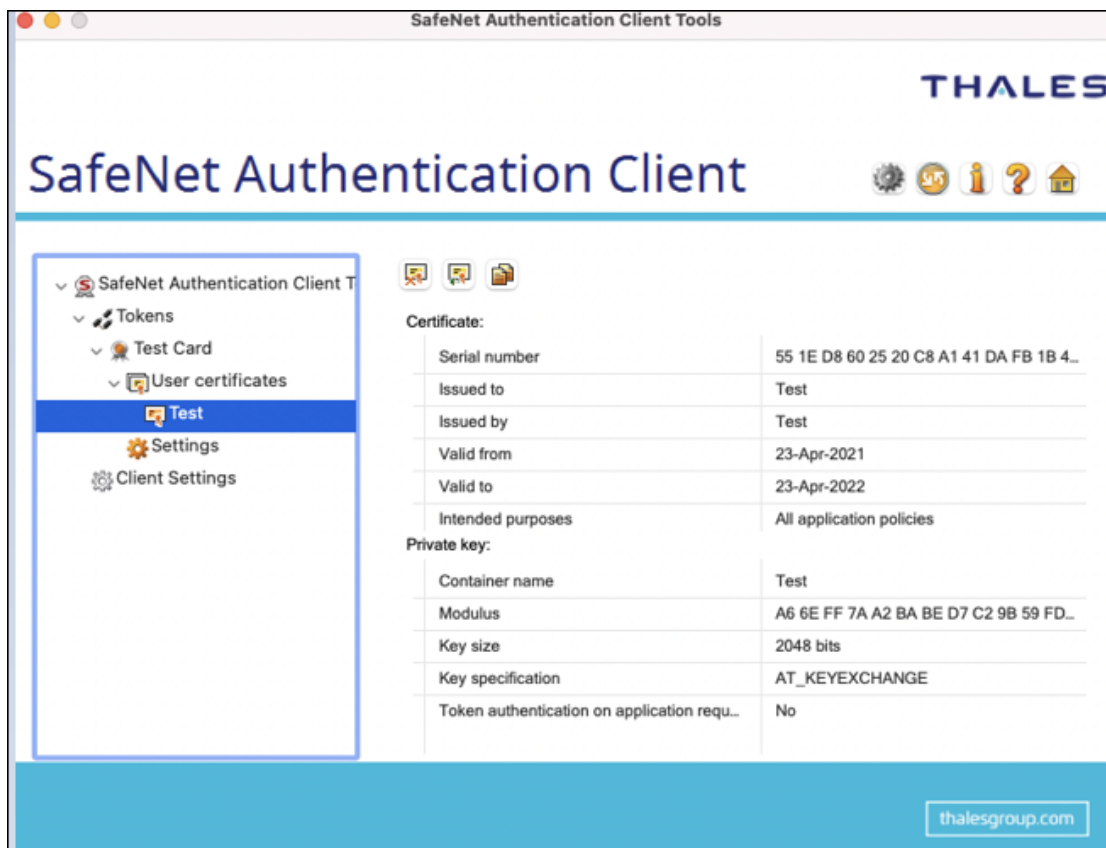 SafeNet Authentication Client Tools
THALES
SafeNet Authentication Client
SafeNet Authentication Client T
Tokens
Test Card
User certificates
Test
Settings
Client Settings
Certificate:
Serial number 55 1E D8 60 25 20 C8 A1 41 DA FB 1B 4...
Issued to Test
Issued by Test
Valid from 23-Apr-2021
Valid to 23-Apr-2022
Intended purposes All application policies
Private key:
Container name Test
Modulus A6 6E FF 7A A2 BA BE D7 C2 9B 59 FD...
Key size 2048 bits
Key specification AT_KEYEXCHANGE
Token authentication on application requ... No
thalesgroup.com